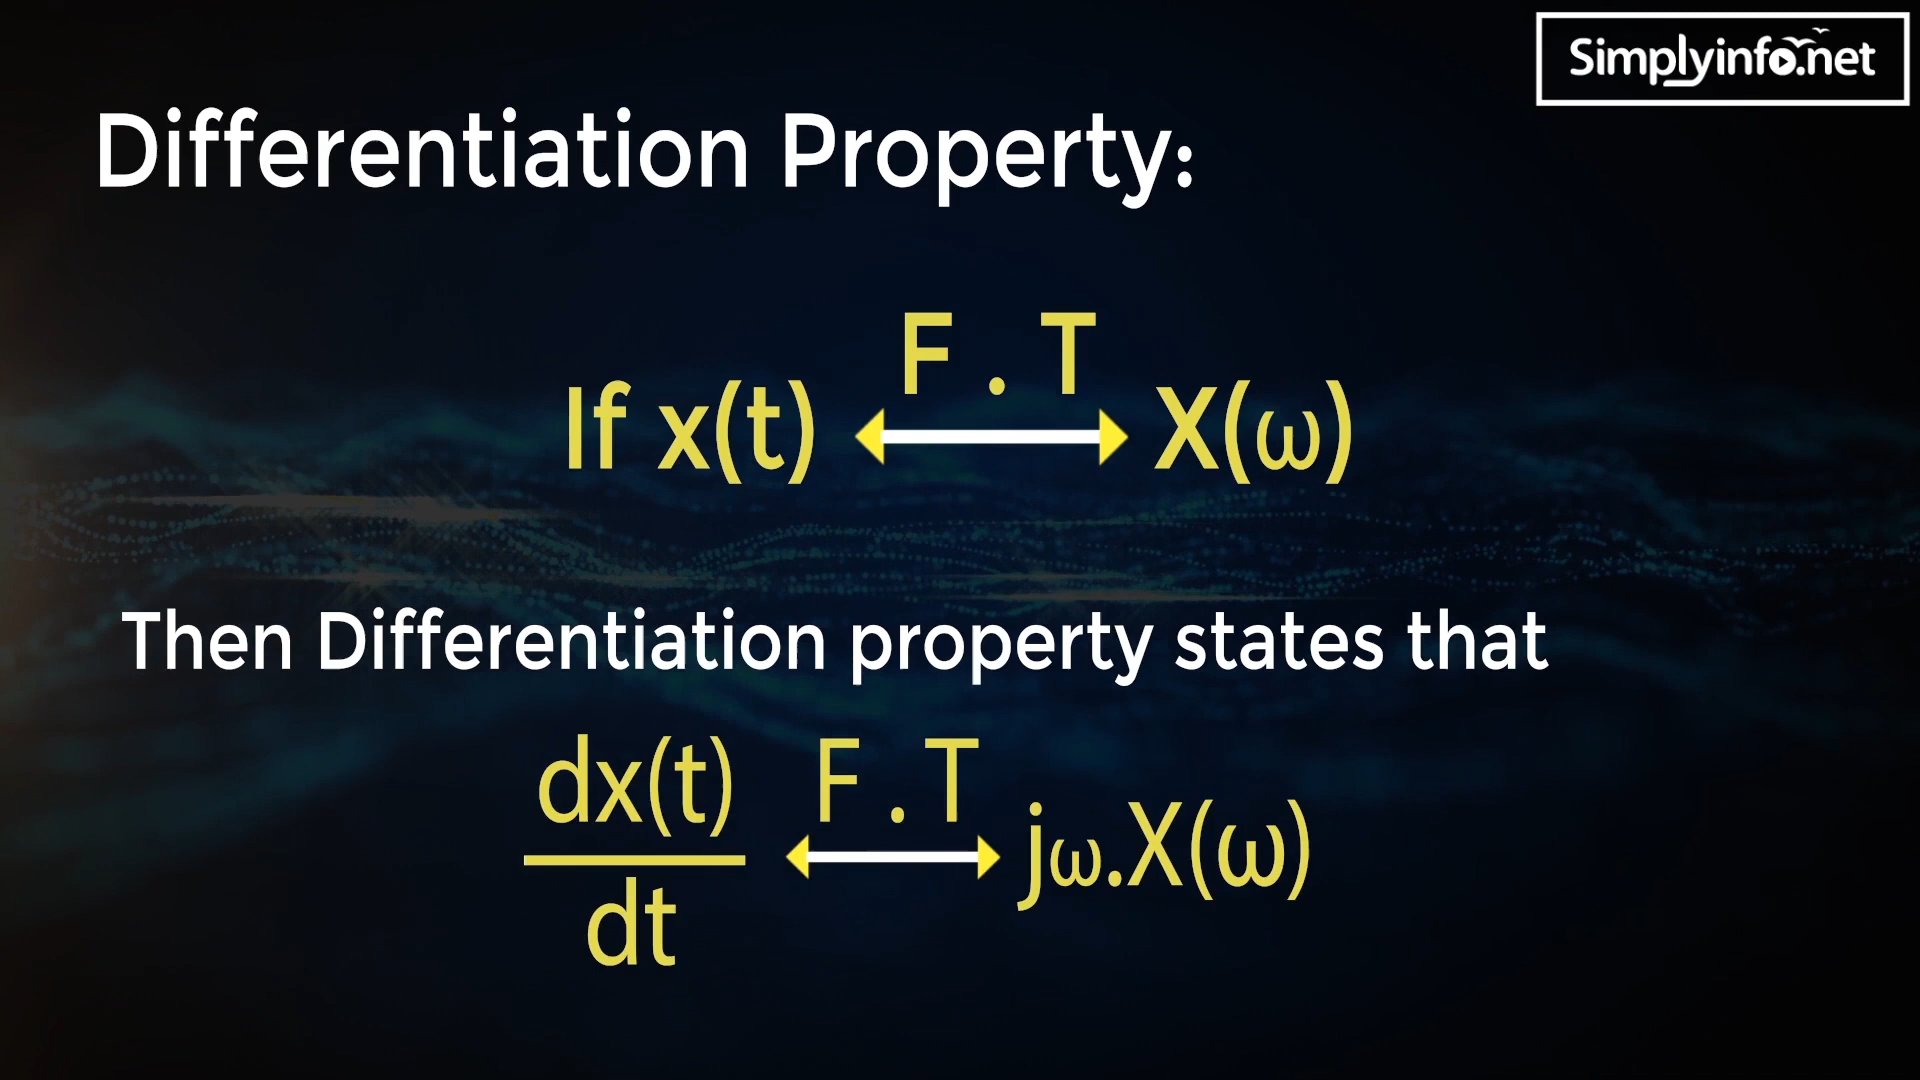 Simplyinfo.net
Differentiation Property:
F . T
If x(t) ⟷ X(ω)
Then Differentiation property states that
dx(t) F . T
⟷ jω.X(ω)
dt